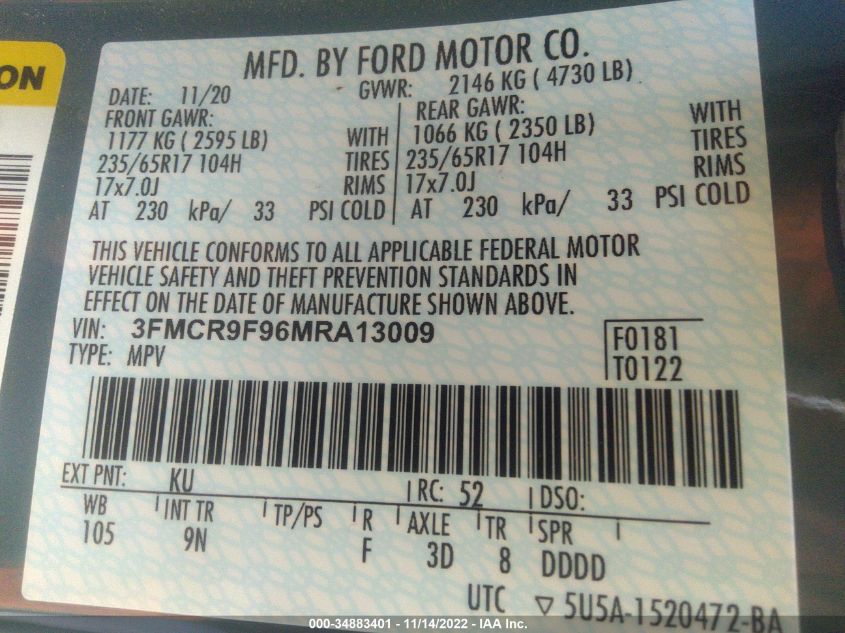 ON
MFD. BY FORD MOTOR CO.
DATE: 11/20 GVWR: 2146 KG ( 4730 LB)
FRONT GAWR: REAR GAWR:
1177 KG ( 2595 LB) WITH 1066 KG ( 2350 LB) WITH
235/65R17 104H TIRES 235/65R17 104H TIRES
17x7.0J RIMS 17x7.0J RIMS
AT 230 kPa/ 33 PSI COLD AT 230 kPa/ 33 PSI COLD
THIS VEHICLE CONFORMS TO ALL APPLICABLE FEDERAL MOTOR
VEHICLE SAFETY AND THEFT PREVENTION STANDARDS IN
EFFECT ON THE DATE OF MANUFACTURE SHOWN ABOVE.
VIN: 3FMCR9F96MRA13009 F0181
TYPE: MPV T0122
EXT PNT: KU RC: 52 DSO:
WB INT TR TP/PS R AXLE TR SPR
105 9N F 3D 8 DDDD
UTC ▽ 5U5A-1520472-BA
000-34883401 - 11/14/2022 - IAA Inc.